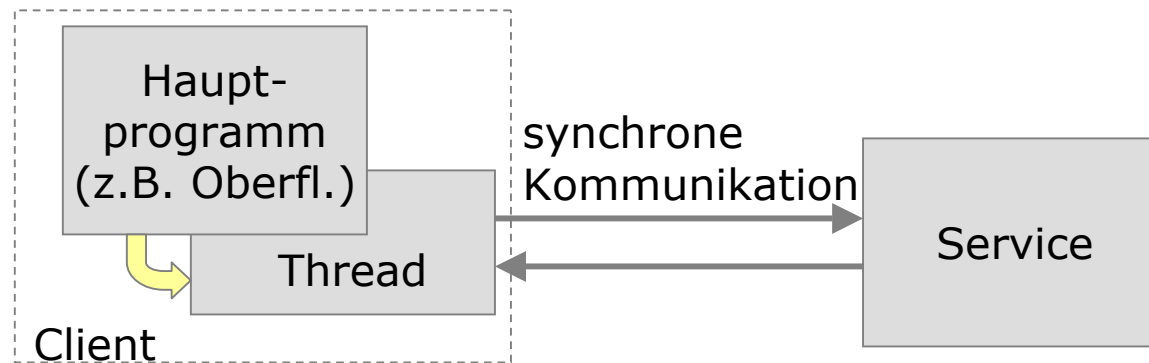 Haupt-
programm
(z.B. Oberfl.)
Thread
Client
synchrone
Kommunikation
Service